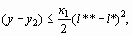 (y - y₂) ≤ x₁/2 (l** - l*)²,